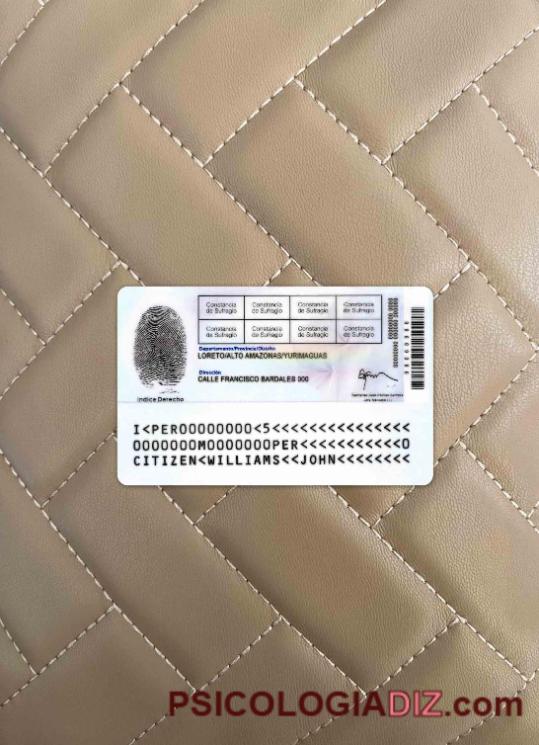 Constancia de Sufragio Constancia de Sufragio Constancia de Sufragio Constancia de Sufragio
Constancia de Sufragio Constancia de Sufragio Constancia de Sufragio Constancia de Sufragio
Departamento/Provincia/Distrito
LORETO/ALTO AMAZONAS/YURIMAGUAS
Dirección
CALLE FRANCISCO BARDALES 000
Indice Derecho
I<PER00000000<5<<<<<<<<<<<<<<<
0000000M0000000PER<<<<<<<<<<<0
CITIZEN<WILLIAMS<<JOHN<<<<<<<<
PSICOLOGIADIZ.com